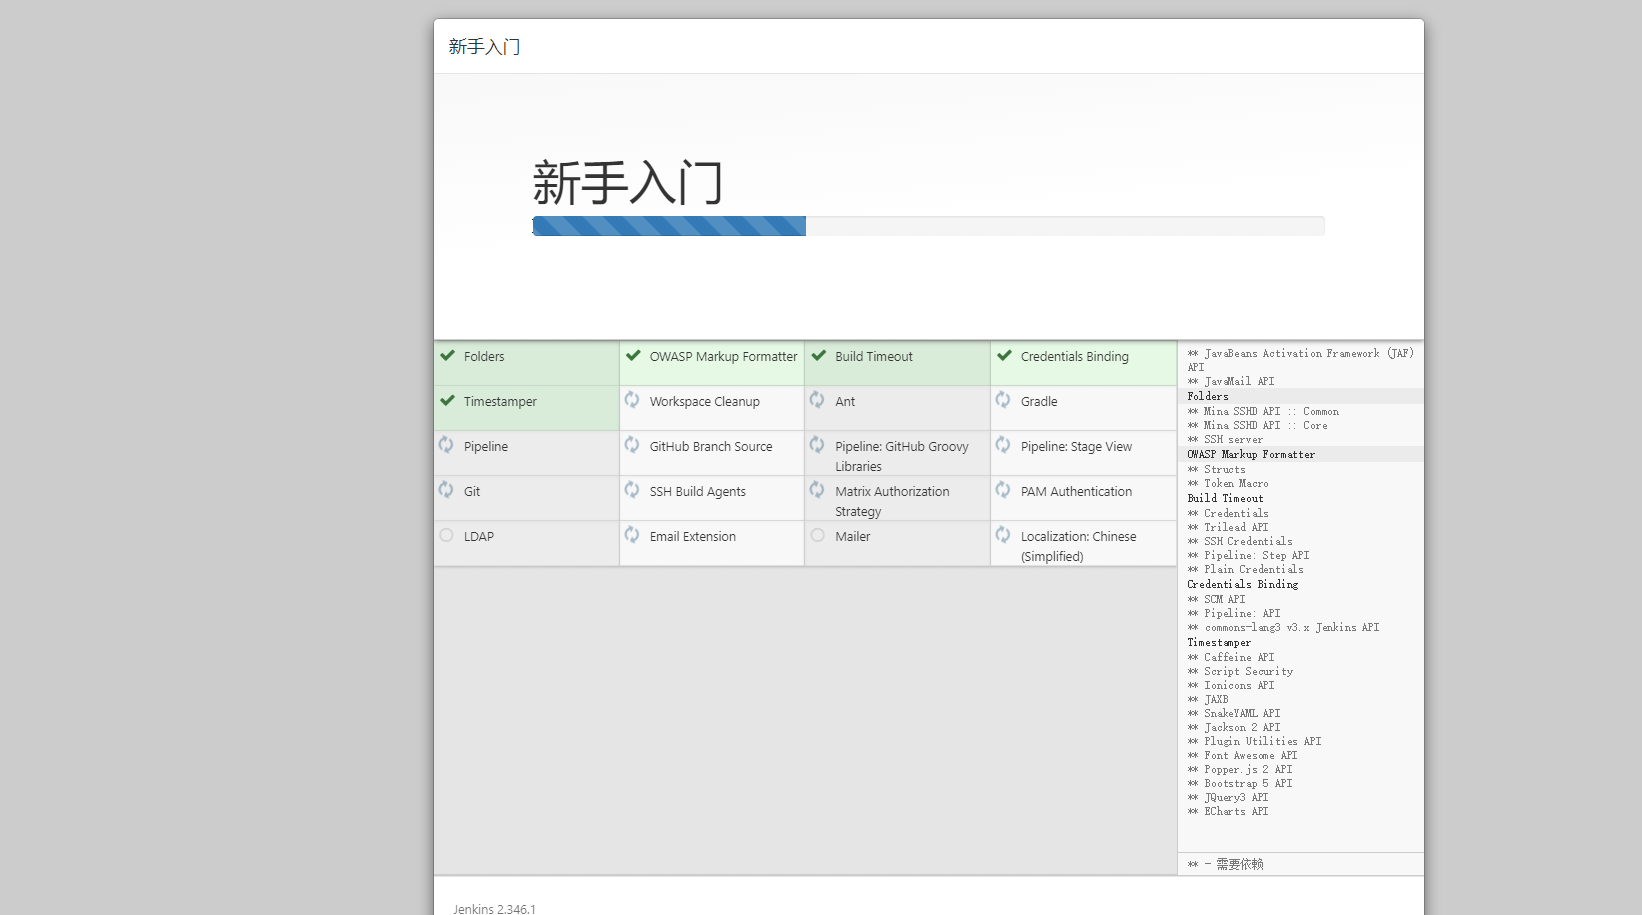 新手入门
新手入门
Folders
OWASP Markup Formatter
Build Timeout
Credentials Binding
Timestamper
Workspace Cleanup
Ant
Gradle
Pipeline
GitHub Branch Source
Pipeline: GitHub Groovy
Libraries
Pipeline: Stage View
Git
SSH Build Agents
Matrix Authorization
Strategy
PAM Authentication
LDAP
Email Extension
Mailer
Localization: Chinese
(Simplified)
** JavaBeans Activation Framework (JAF)
API
** JavaMail API
Folders
** Mina SSHD API :: Common
** Mina SSHD API :: Core
** SSH server
OWASP Markup Formatter
** Structs
** Token Macro
Build Timeout
** Credentials
** Trilead API
** SSH Credentials
** Pipeline: Step API
** Plain Credentials
Credentials Binding
** SCM API
** Pipeline: API
** commons-lang3 v3.x Jenkins API
Timestamper
** Caffeine API
** Script Security
** Ionicons API
** JAXB
** SnakeYAML API
** Jackson 2 API
** Plugin Utilities API
** Font Awesome API
** Popper.js 2 API
** Bootstrap 5 API
** JQuery3 API
** ECharts API
** - 需要依赖
Jenkins 2.346.1